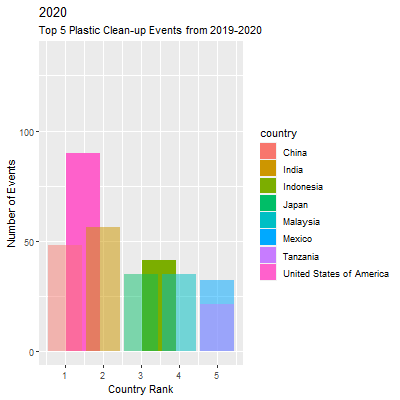 2020
Top 5 Plastic Clean-up Events from 2019-2020
Number of Events
100
50
0
1 2 3 4 5
Country Rank
country
China
India
Indonesia
Japan
Malaysia
Mexico
Tanzania
United States of America